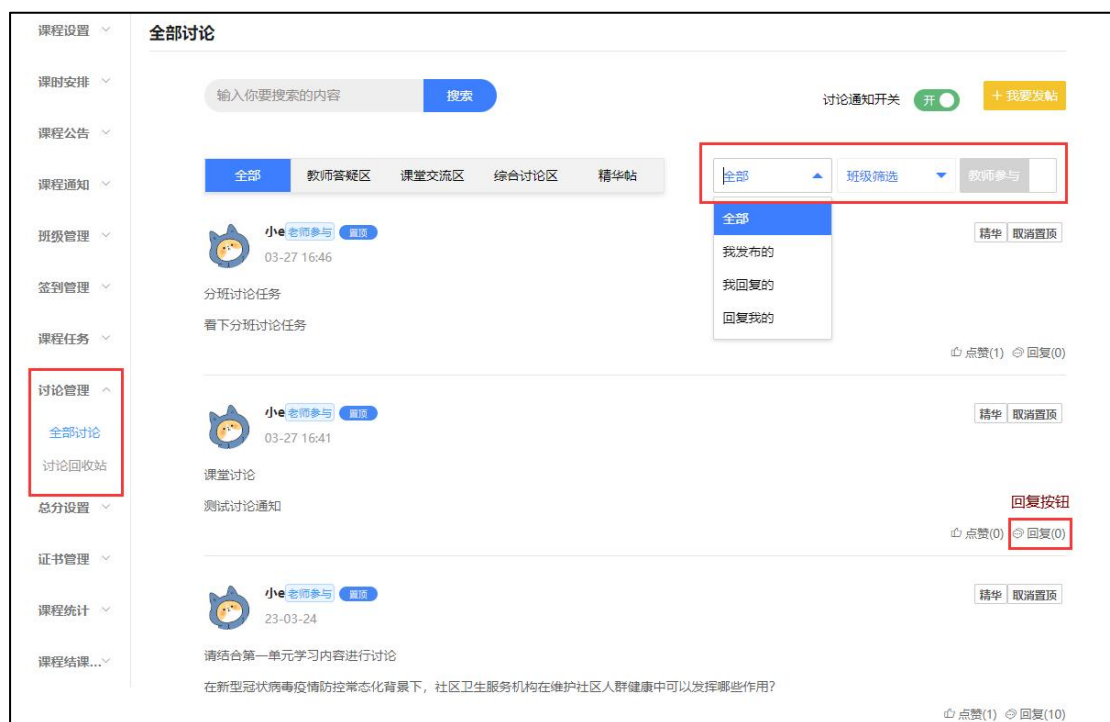 课程设置
全部讨论
课时安排
输入你要搜索的内容
搜索
讨论通知开关
开
+ 我要发帖
课程公告
课程通知
全部
教师答疑区
课堂交流区
综合讨论区
精华帖
全部
班级筛选
教师参与
全部
我发布的
我回复的
回复我的
班级管理
小e 老师参与 置顶
03-27 16:46
精华 取消置顶
签到管理
分班讨论任务
看下分班讨论任务
课程任务
点赞(1) 回复(0)
讨论管理
全部讨论
讨论回收站
小e 老师参与 置顶
03-27 16:41
精华 取消置顶
课堂讨论
测试讨论通知
回复按钮
总分设置
点赞(0) 回复(0)
证书管理
小e 老师参与 置顶
23-03-24
精华 取消置顶
课程统计
课程结课...
请结合第一单元学习内容进行讨论
在新型冠状病毒疫情防控常态化背景下，社区卫生服务机构在维护社区人群健康中可以发挥哪些作用?
点赞(1) 回复(10)